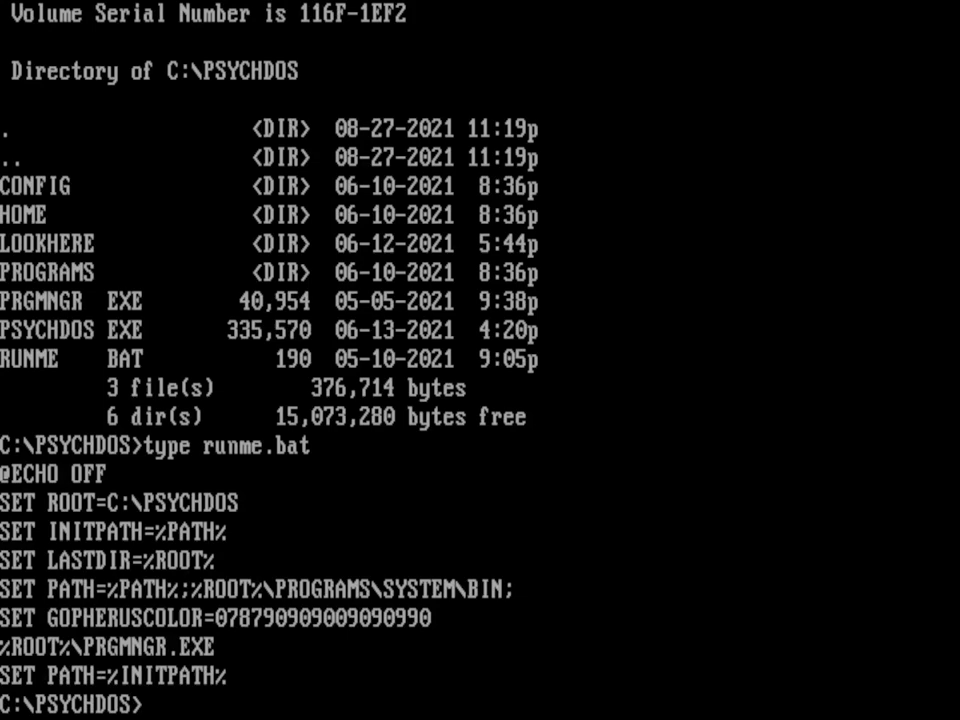 Volume Serial Number is 116F-1EF2
Directory of C:\PSYCHDOS
. <DIR> 08-27-2021 11:19p
.. <DIR> 08-27-2021 11:19p
CONFIG <DIR> 06-10-2021 8:36p
HOME <DIR> 06-10-2021 8:36p
LOOKHERE <DIR> 06-12-2021 5:44p
PROGRAMS <DIR> 06-10-2021 8:36p
PRGMNGR EXE 40,954 05-05-2021 9:38p
PSYCHDOS EXE 335,570 06-13-2021 4:20p
RUNME BAT 190 05-10-2021 9:05p
3 file(s) 376,714 bytes
6 dir(s) 15,073,280 bytes free
C:\PSYCHDOS>type runme.bat
@ECHO OFF
SET ROOT=C:\PSYCHDOS
SET INITPATH=%PATH%
SET LASTDIR=%ROOT%
SET PATH=%PATH%;%ROOT%\PROGRAMS\SYSTEM\BIN;
SET GOPHERUSCOLOR=078790909009090990
%ROOT%\PRGMNGR.EXE
SET PATH=%INITPATH%
C:\PSYCHDOS>